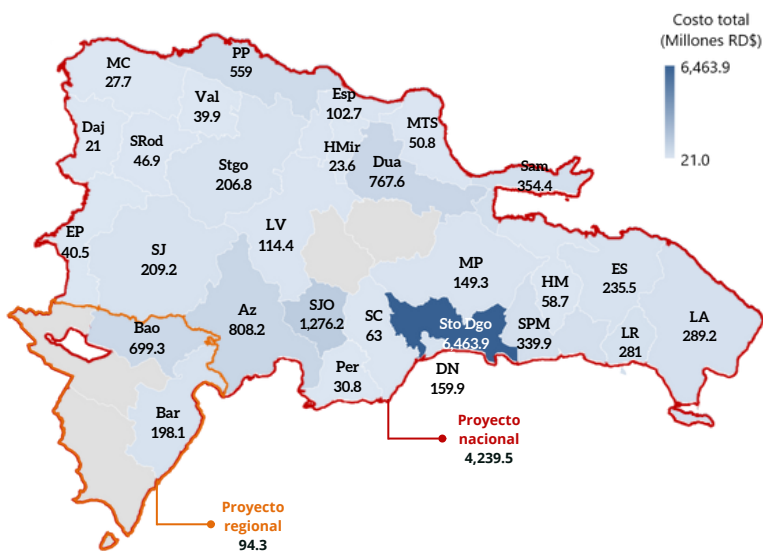 Costo total
(Millones RD$)
6,463.9
21.0
MC
27.7
PP
559
Val
39.9
Esp
102.7
MTS
50.8
Daj
21
SRod
46.9
Stgo
206.8
HMir
23.6
Dua
767.6
Sam
354.4
EP
40.5
SJ
209.2
LV
114.4
MP
149.3
HM
58.7
ES
235.5
LA
289.2
Bao
699.3
Az
808.2
SJO
1,276.2
SC
63
Sto Dgo
6,463.9
SPM
339.9
LR
281
Per
30.8
DN
159.9
Bar
198.1
Proyecto
nacional
4,239.5
Proyecto
regional
94.3